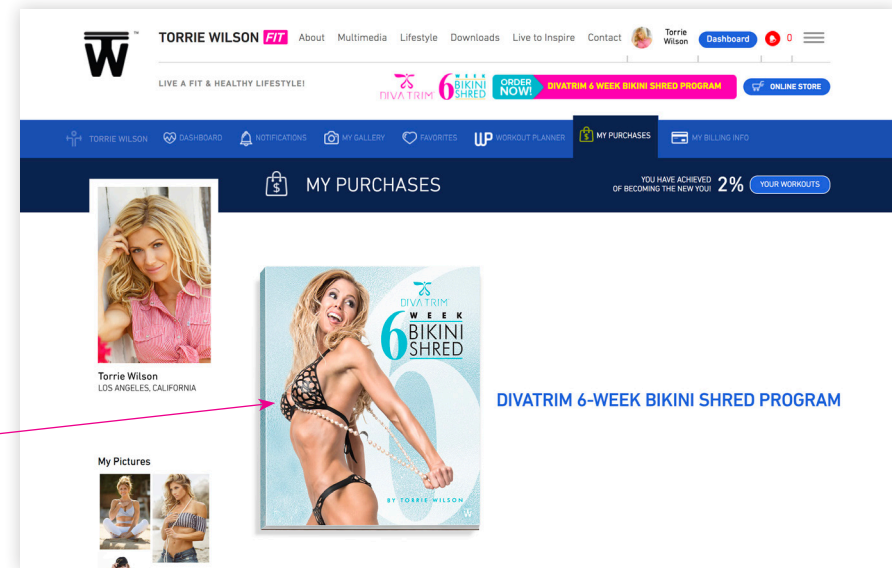 TW™
TORRIE WILSON FIT
About Multimedia Lifestyle Downloads Live to Inspire Contact
Torrie
Wilson
Dashboard
0
LIVE A FIT & HEALTHY LIFESTYLE!
DIVATRIM
6 WEEK
BIKINI
SHRED
ORDER
NOW!
DIVATRIM 6 WEEK BIKINI SHRED PROGRAM
ONLINE STORE
TORRIE WILSON DASHBOARD NOTIFICATIONS MY GALLERY FAVORITES UP WORKOUT PLANNER $ MY PURCHASES MY BILLING INFO
$ MY PURCHASES
YOU HAVE ACHIEVED
OF BECOMING THE NEW YOU!
2%
YOUR WORKOUTS
Torrie Wilson
LOS ANGELES, CALIFORNIA
My Pictures
DIVATRIM
6 WEEK
BIKINI
SHRED
6
BY TORRIE WILSON
TW
DIVATRIM 6-WEEK BIKINI SHRED PROGRAM